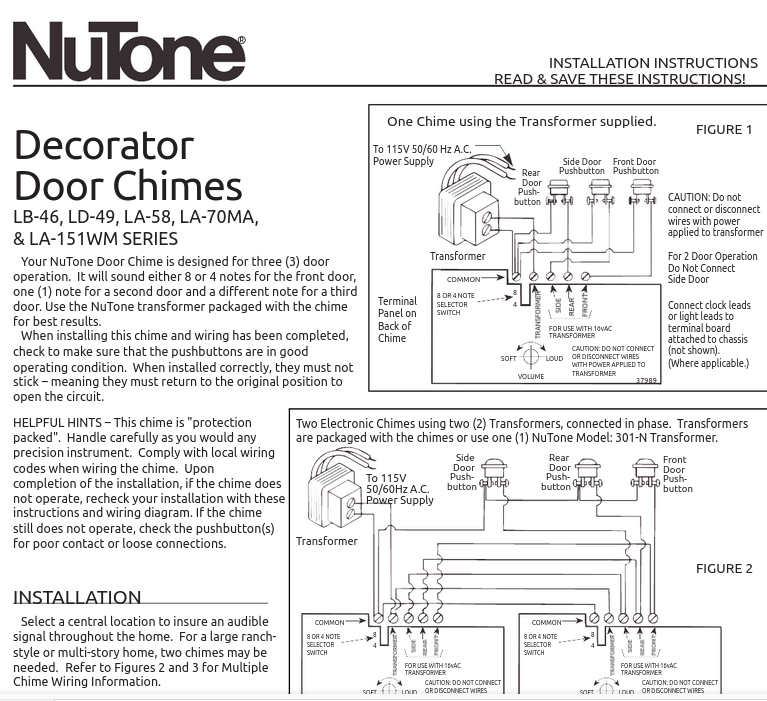 NuTone®
INSTALLATION INSTRUCTIONS
READ & SAVE THESE INSTRUCTIONS!
Decorator
Door Chimes
LB-46, LD-49, LA-58, LA-70MA,
& LA-151WM SERIES
Your NuTone Door Chime is designed for three (3) door
operation. It will sound either 8 or 4 notes for the front door,
one (1) note for a second door and a different note for a third
door. Use the NuTone transformer packaged with the chime
for best results.
When installing this chime and wiring has been completed,
check to make sure that the pushbuttons are in good
operating condition. When installed correctly, they must not
stick – meaning they must return to the original position to
open the circuit.
HELPFUL HINTS – This chime is "protection
packed". Handle carefully as you would any
precision instrument. Comply with local wiring
codes when wiring the chime. Upon
completion of the installation, if the chime does
not operate, recheck your installation with these
instructions and wiring diagram. If the chime
still does not operate, check the pushbutton(s)
for poor contact or loose connections.
INSTALLATION
Select a central location to insure an audible
signal throughout the home. For a large ranch-
style or multi-story home, two chimes may be
needed. Refer to Figures 2 and 3 for Multiple
Chime Wiring Information.
One Chime using the Transformer supplied.
FIGURE 1
To 115V 50/60 Hz A.C.
Power Supply
Rear
Door
Push-
button
Side Door
Pushbutton
Front Door
Pushbutton
Transformer
CAUTION: Do not
connect or disconnect
wires with power
applied to transformer
For 2 Door Operation
Do Not Connect
Side Door
Connect clock leads
or light leads to
terminal board
attached to chassis
(not shown).
(Where applicable.)
Terminal
Panel on
Back of
Chime
COMMON
8 OR 4 NOTE
SELECTOR
SWITCH
8
4
TRANSFORMER
SIDE
REAR
FRONT
FOR USE WITH 16vAC
TRANSFORMER
SOFT
LOUD
VOLUME
CAUTION: DO NOT CONNECT
OR DISCONNECT WIRES
WITH POWER APPLIED TO
TRANSFORMER
37989
Two Electronic Chimes using two (2) Transformers, connected in phase. Transformers
are packaged with the chimes or use one (1) NuTone Model: 301-N Transformer.
To 115V
50/60Hz A.C.
Power Supply
Side
Door
Push-
button
Rear
Door
Push-
button
Front
Door
Push-
button
Transformer
FIGURE 2
COMMON
8 OR 4 NOTE
SELECTOR
SWITCH
8
4
TRANSFORMER
SIDE
REAR
FRONT
FOR USE WITH 16vAC
TRANSFORMER
SOFT
LOUD
CAUTION: DO NOT CONNECT
OR DISCONNECT WIRES
COMMON
8 OR 4 NOTE
SELECTOR
SWITCH
8
4
TRANSFORMER
SIDE
REAR
FRONT
FOR USE WITH 16vAC
TRANSFORMER
SOFT
LOUD
CAUTION: DO NOT CONNECT
OR DISCONNECT WIRES